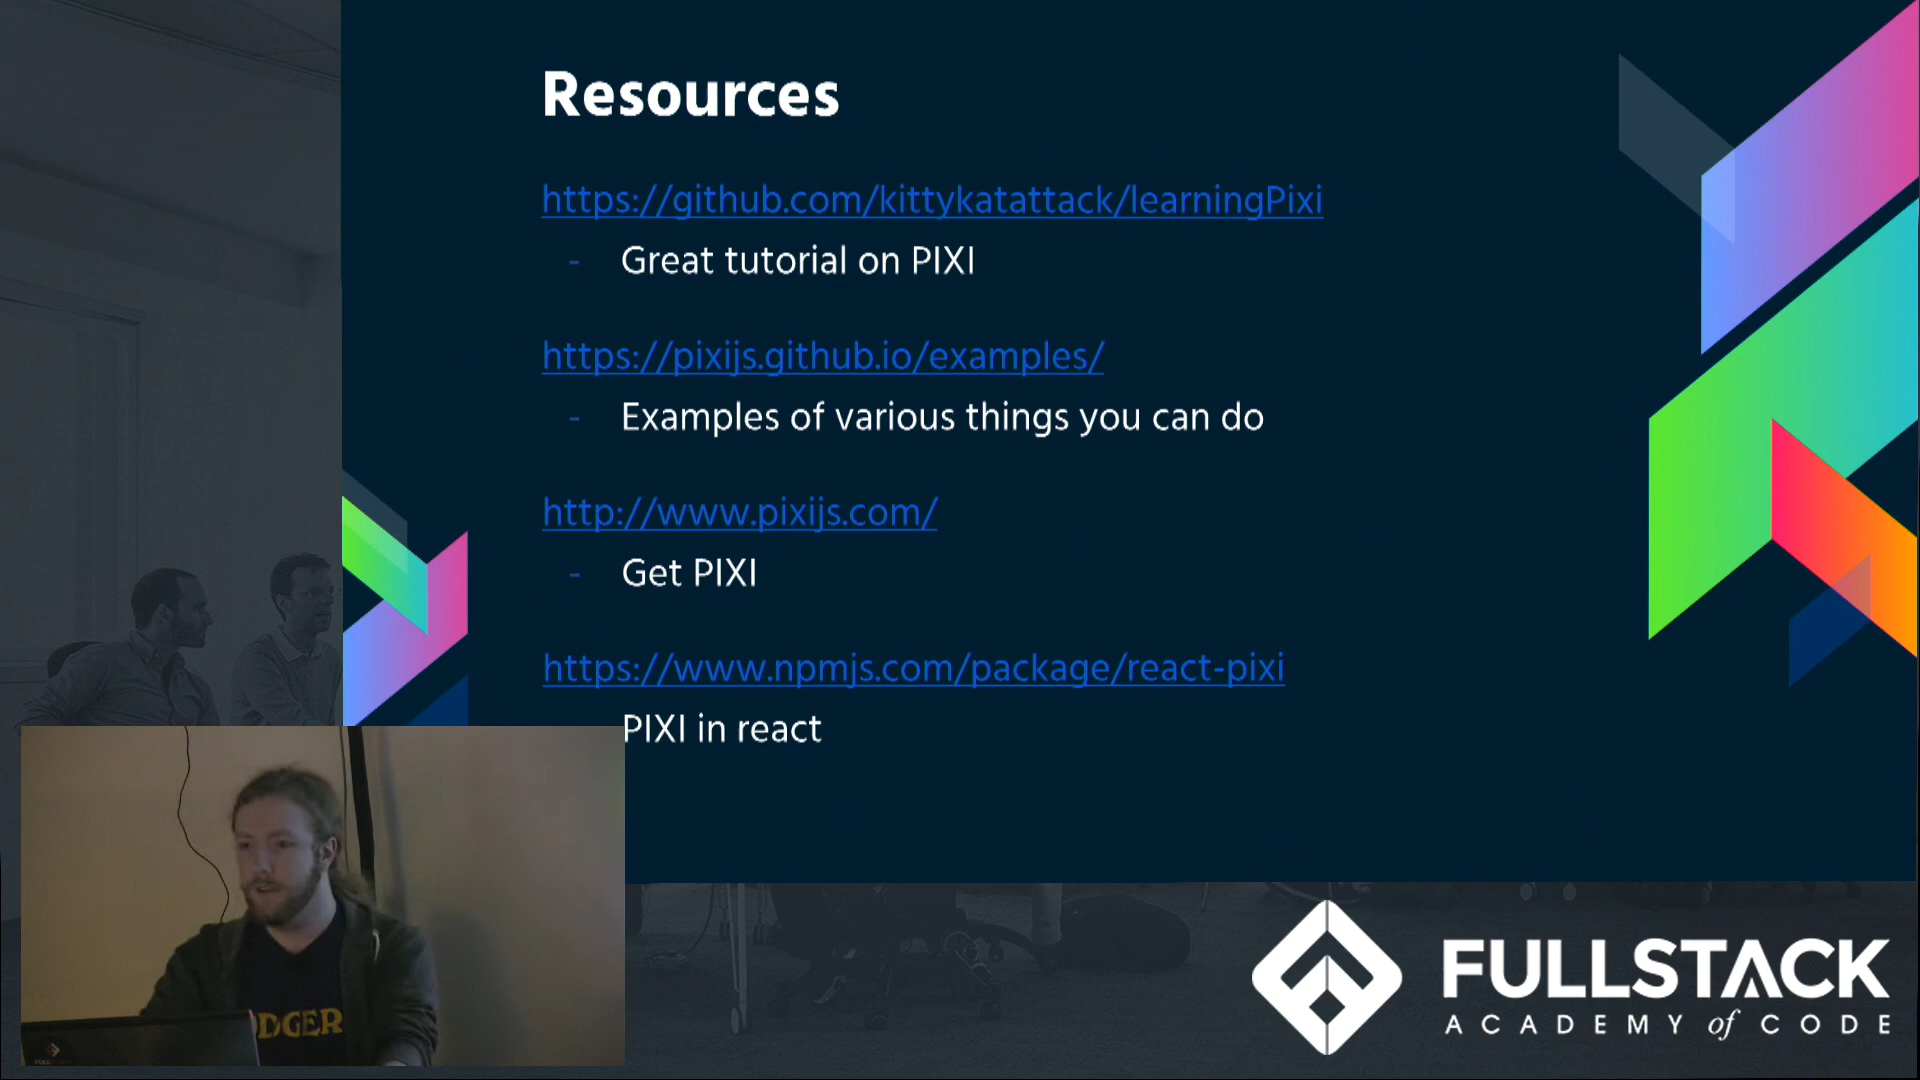 Resources
https://github.com/kittykatattack/learningPixi
- Great tutorial on PIXI
https://pixijs.github.io/examples/
- Examples of various things you can do
http://www.pixijs.com/
- Get PIXI
https://www.npmjs.com/package/react-pixi
PIXI in react
DGER
FULLSTACK
ACADEMY of CODE